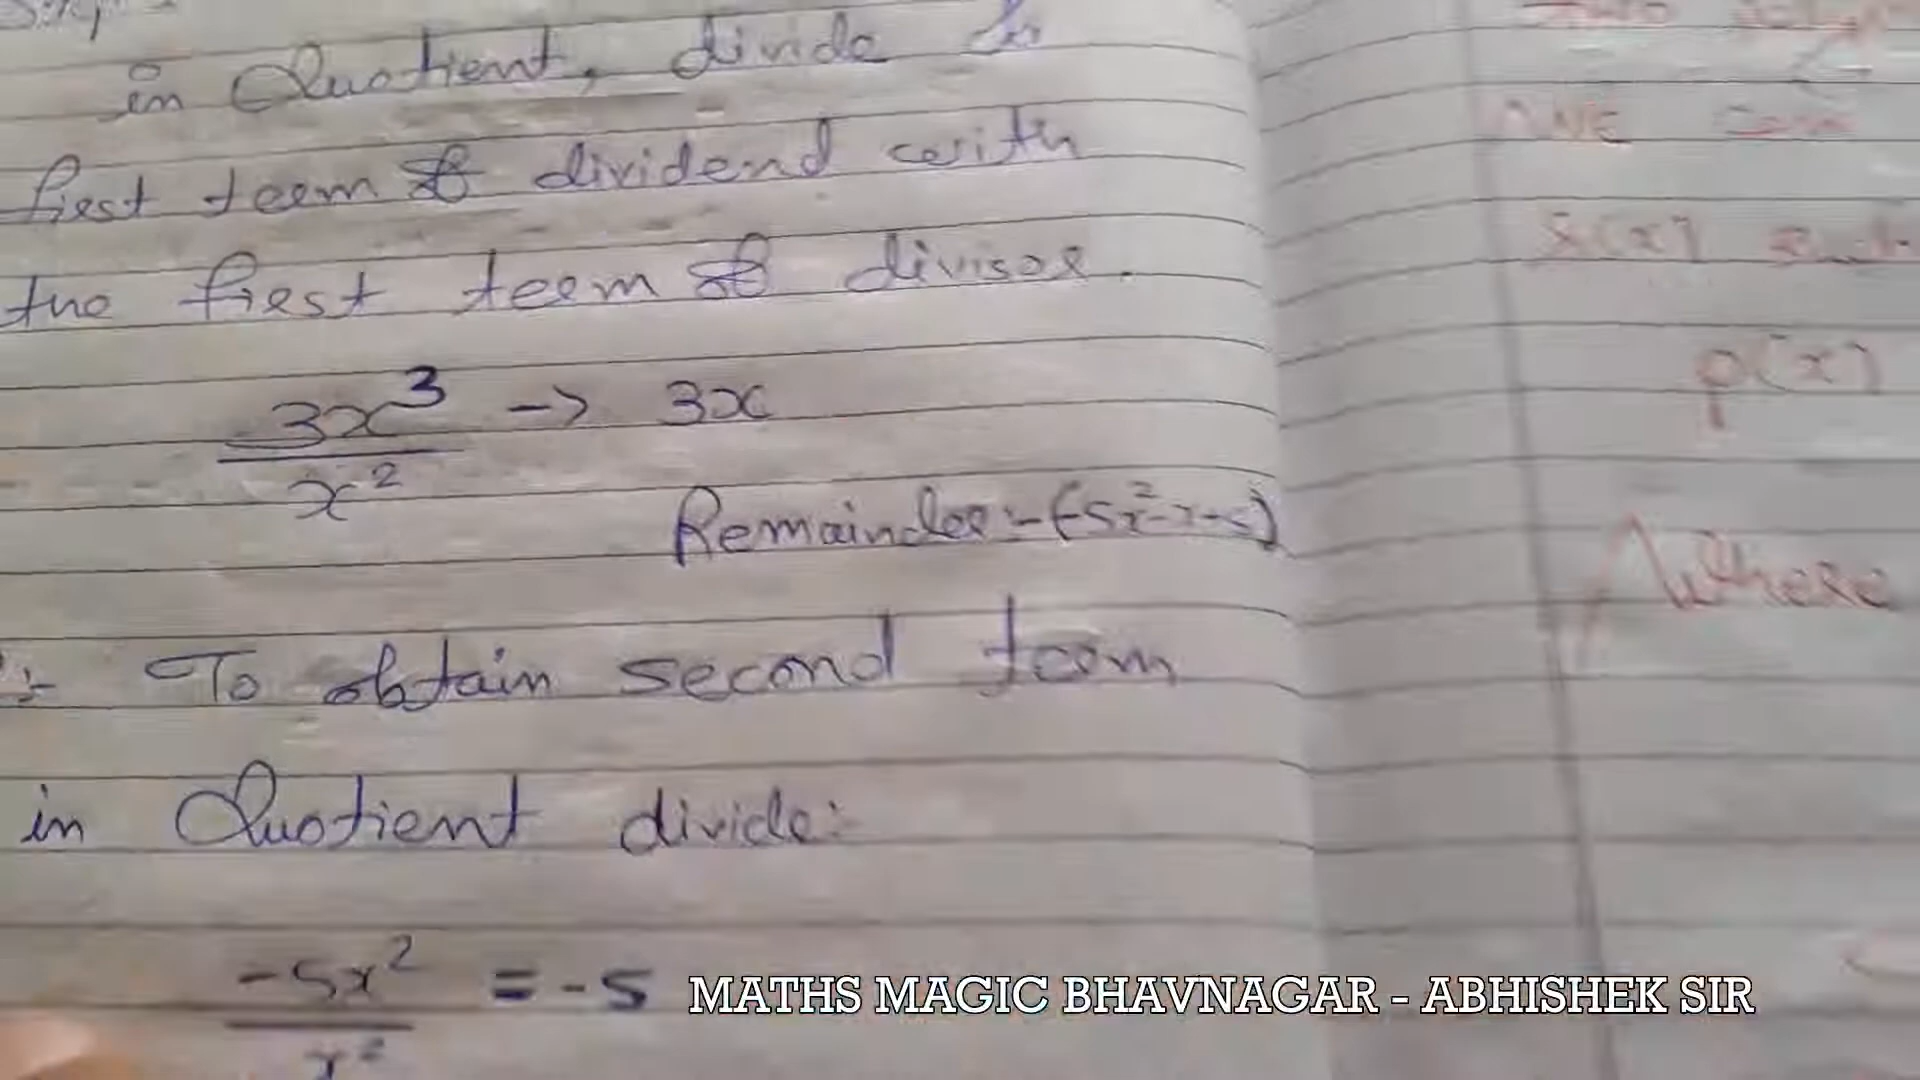 in Quotient, divide
first term of dividend with
the first term of divisor.
3x³ -> 3x
x²
Remainder:-(-5x²-x+5)
:- To obtain second term
in Quotient divide:
-5x² = -5
x²
MATHS MAGIC BHAVNAGAR - ABHISHEK SIR
p(x)
Where